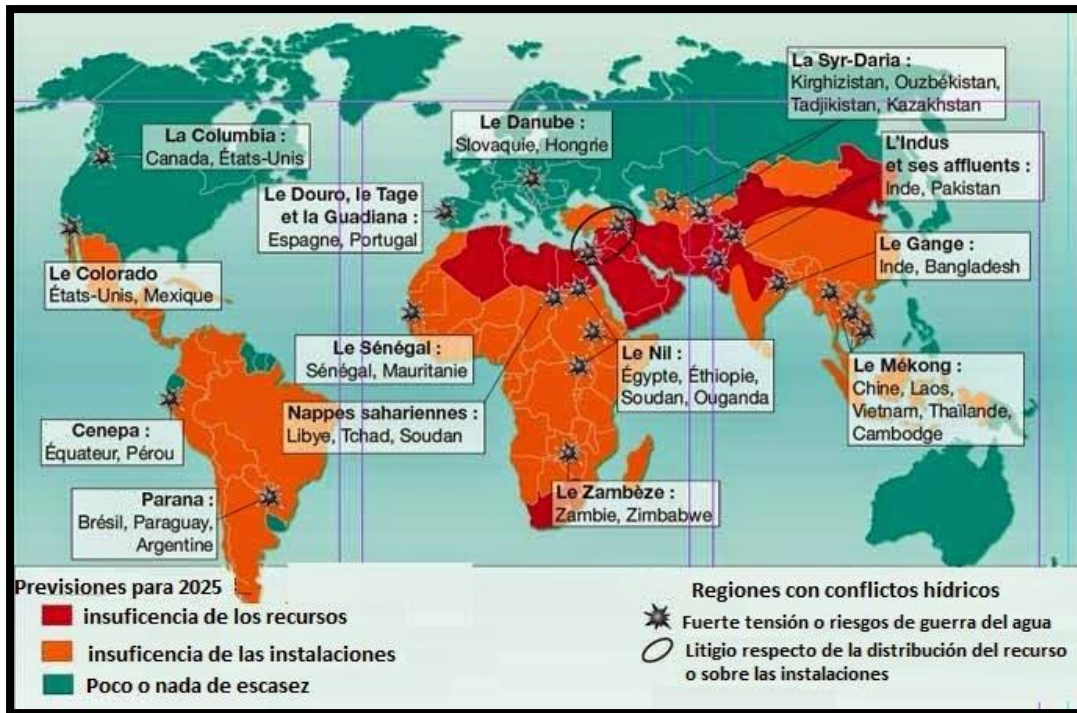 La Syr-Daria :
Kirghizistan, Ouzbékistan,
Tadjikistan, Kazakhstan
La Columbia :
Canada, États-Unis
Le Danube :
Slovaquie, Hongrie
L'Indus
et ses affluents :
Inde, Pakistan
Le Douro, le Tage
et la Guadiana :
Espagne, Portugal
Le Gange :
Inde, Bangladesh
Le Colorado
États-Unis, Mexique
Le Sénégal :
Sénégal, Mauritanie
Le Nil :
Égypte, Éthiopie,
Soudan, Ouganda
Le Mékong :
Chine, Laos,
Vietnam, Thaïlande,
Cambodge
Nappes sahariennes :
Libye, Tchad, Soudan
Cenepa :
Équateur, Pérou
Parana :
Brésil, Paraguay,
Argentine
Le Zambèze :
Zambie, Zimbabwe
Previsiones para 2025
insuficencia de los recursos
insuficencia de las instalaciones
Poco o nada de escasez
Regiones con conflictos hídricos
Fuerte tensión o riesgos de guerra del agua
Litigio respecto de la distribución del recurso
o sobre las instalaciones